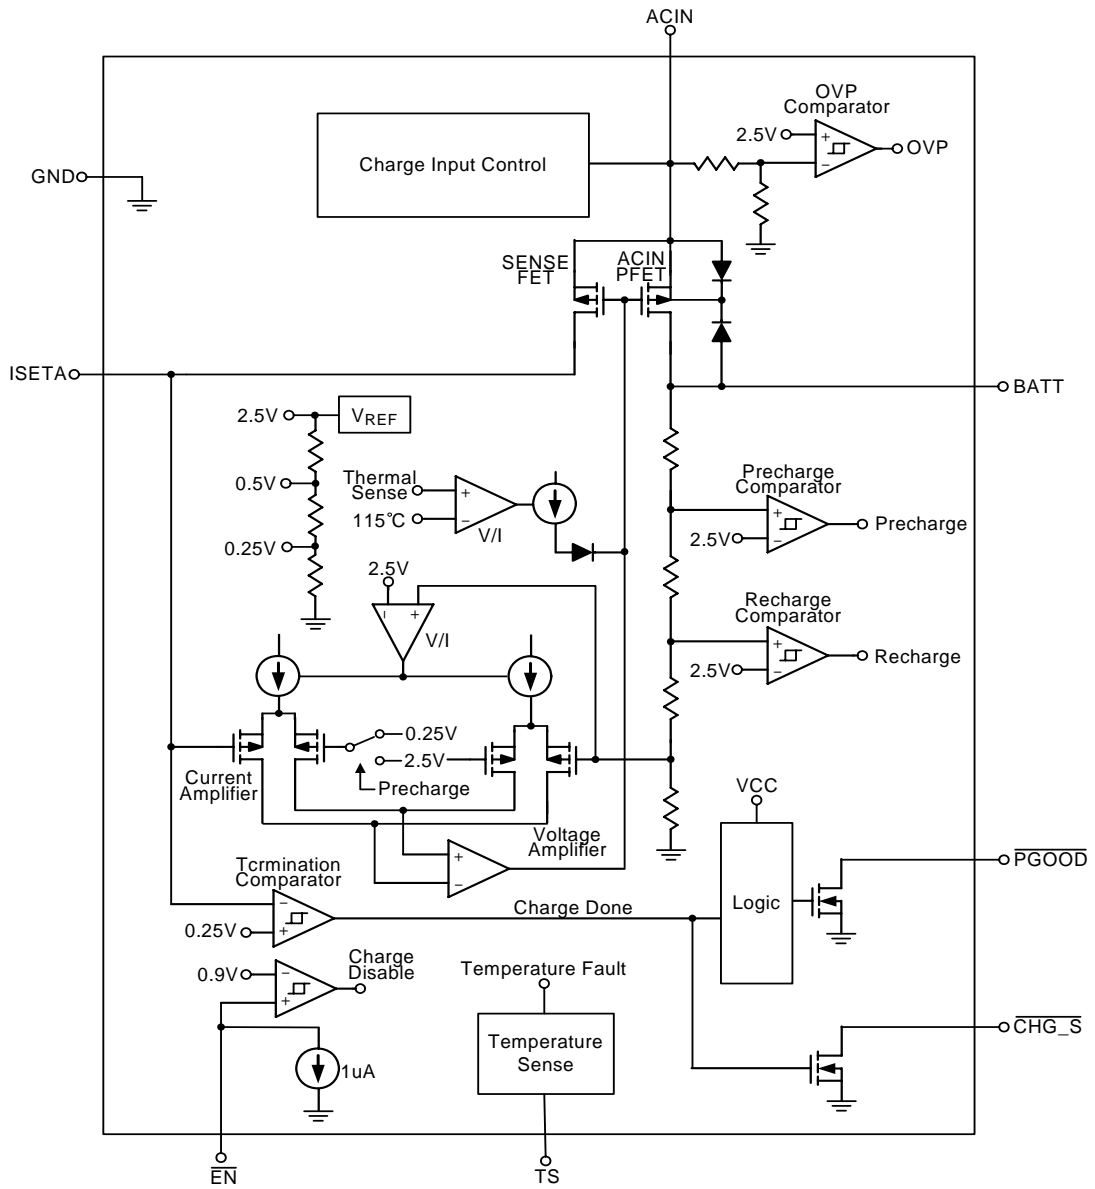 ACIN
OVP
Comparator
2.5V
+
−
OVP
Charge Input Control
GND
SENSE
FET
ACIN
PFET
ISETA
BATT
2.5V
VREF
0.5V
0.25V
Thermal
Sense
115℃
+
−
V/I
Precharge
Comparator
+
2.5V
−
Precharge
2.5V
−
+
V/I
Recharge
Comparator
+
2.5V
−
Recharge
0.25V
2.5V
Precharge
Current
Amplifier
Voltage
Amplifier
+
−
VCC
Logic
PGOOD
Tcrmination
Comparator
−
0.25V
+
Charge Done
0.9V
−
+
Charge
Disable
Temperature Fault
Temperature
Sense
1uA
CHG_S
EN
TS